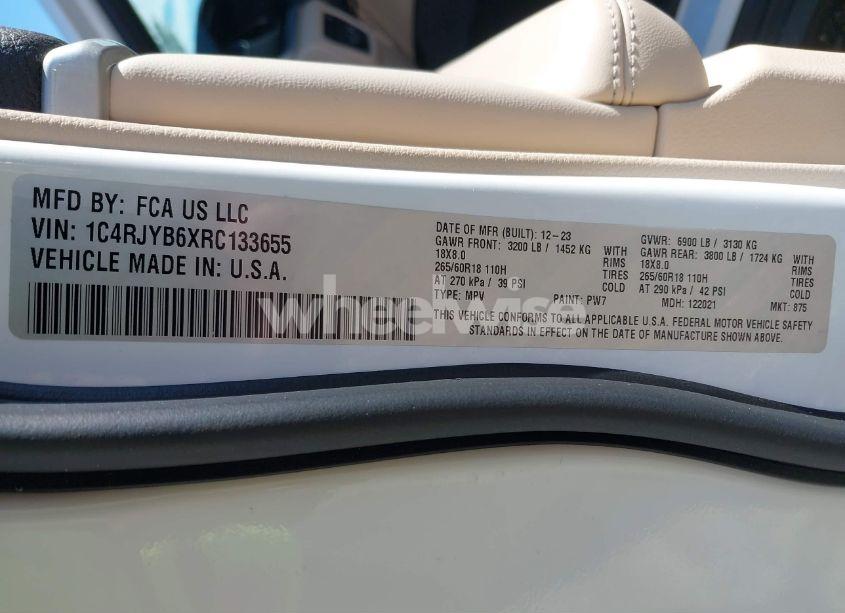 MFD BY: FCA US LLC
VIN: 1C4RJYB6XRC133655
VEHICLE MADE IN: U.S.A.
DATE OF MFR (BUILT): 12-23
GVWR: 6900 LB / 3130 KG
GAWR FRONT: 3200 LB / 1452 KG WITH
GAWR REAR: 3800 LB / 1724 KG WITH
18X8.0 RIMS
18X8.0 RIMS
265/60R18 110H TIRES
265/60R18 110H TIRES
AT 270 kPa / 39 PSI COLD
AT 290 kPa / 42 PSI COLD
TYPE: MPV PAINT: PW7 MDH: 122021 MKT: 875
THIS VEHICLE CONFORMS TO ALL APPLICABLE U.S.A. FEDERAL MOTOR VEHICLE SAFETY
STANDARDS IN EFFECT ON THE DATE OF MANUFACTURE SHOWN ABOVE.
wheelwise